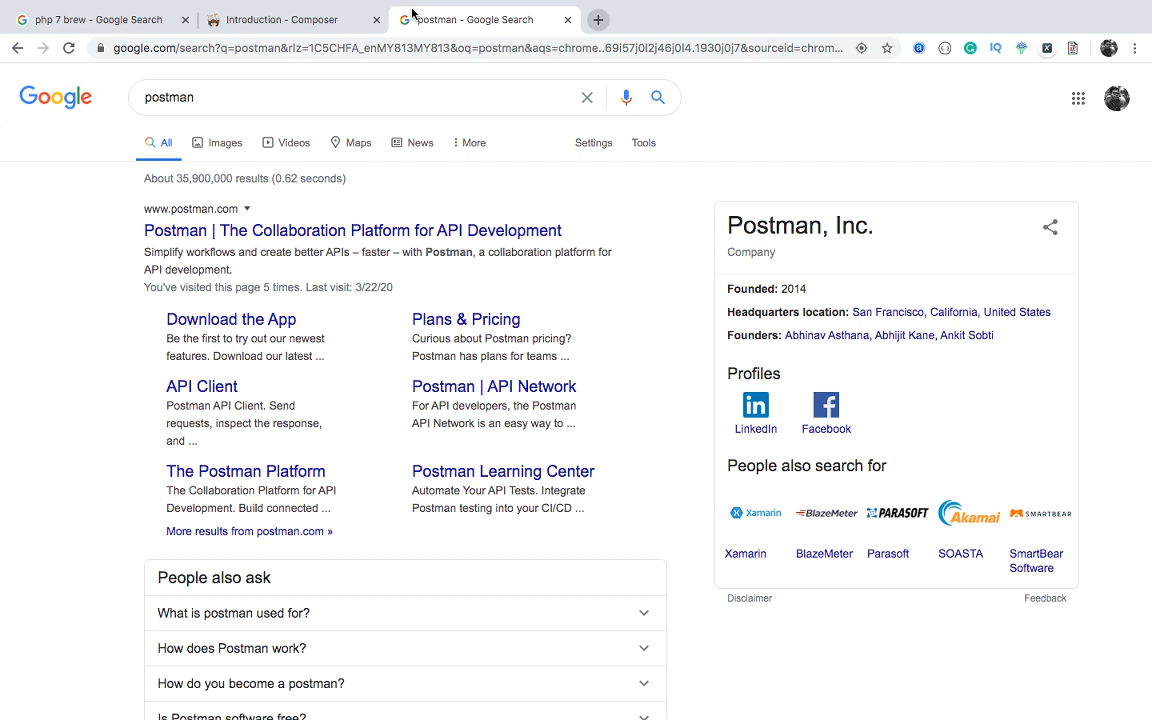 php 7 brew - Google Search
Introduction - Composer
postman - Google Search
google.com/search?q=postman&rlz=1C5CHFA_enMY813MY813&oq=postman&aqs=chrome..69i57j0l2j46j0l4.1930j0j7&sourceid=chrom...
IQ
Google
postman
All
Images
Videos
Maps
News
More
Settings
Tools
About 35,900,000 results (0.62 seconds)
www.postman.com
Postman | The Collaboration Platform for API Development
Simplify workflows and create better APIs – faster – with Postman, a collaboration platform for
API development.
You've visited this page 5 times. Last visit: 3/22/20
Download the App
Be the first to try out our newest
features. Download our latest ...
Plans & Pricing
Curious about Postman pricing?
Postman has plans for teams ...
API Client
Postman API Client. Send
requests, inspect the response,
and ...
Postman | API Network
For API developers, the Postman
API Network is an easy way to ...
The Postman Platform
The Collaboration Platform for API
Development. Build connected ...
Postman Learning Center
Automate Your API Tests. Integrate
Postman testing into your CI/CD ...
More results from postman.com »
People also ask
What is postman used for?
How does Postman work?
How do you become a postman?
Is Postman software free?
Postman, Inc.
Company
Founded: 2014
Headquarters location: San Francisco, California, United States
Founders: Abhinav Asthana, Abhijit Kane, Ankit Sobti
Profiles
LinkedIn
Facebook
People also search for
Xamarin
BlazeMeter
PARASOFT
Akamai
SMARTBEAR
Xamarin
BlazeMeter
Parasoft
SOASTA
SmartBear
Software
Disclaimer
Feedback